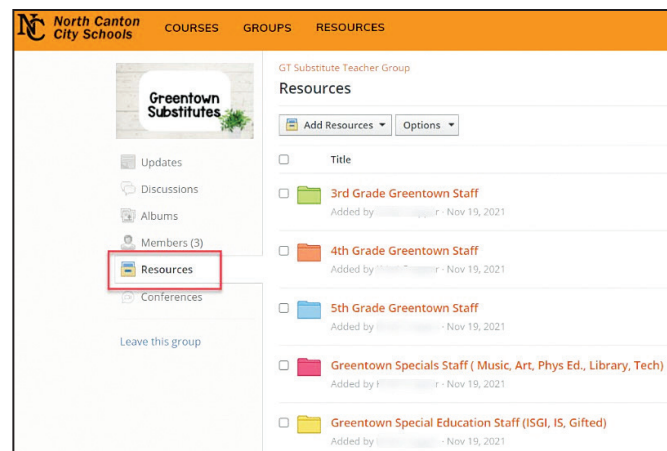 NC North Canton
City Schools
COURSES GROUPS RESOURCES
Greentown
Substitutes
Updates
Discussions
Albums
Members (3)
Resources
Conferences
Leave this group
GT Substitute Teacher Group
Resources
Add Resources Options
Title
3rd Grade Greentown Staff
Added by r · Nov 19, 2021
4th Grade Greentown Staff
Added by · Nov 19, 2021
5th Grade Greentown Staff
Added by · Nov 19, 2021
Greentown Specials Staff ( Music, Art, Phys Ed., Library, Tech)
Added by r · Nov 19, 2021
Greentown Special Education Staff (ISGI, IS, Gifted)
Added by · Nov 19, 2021